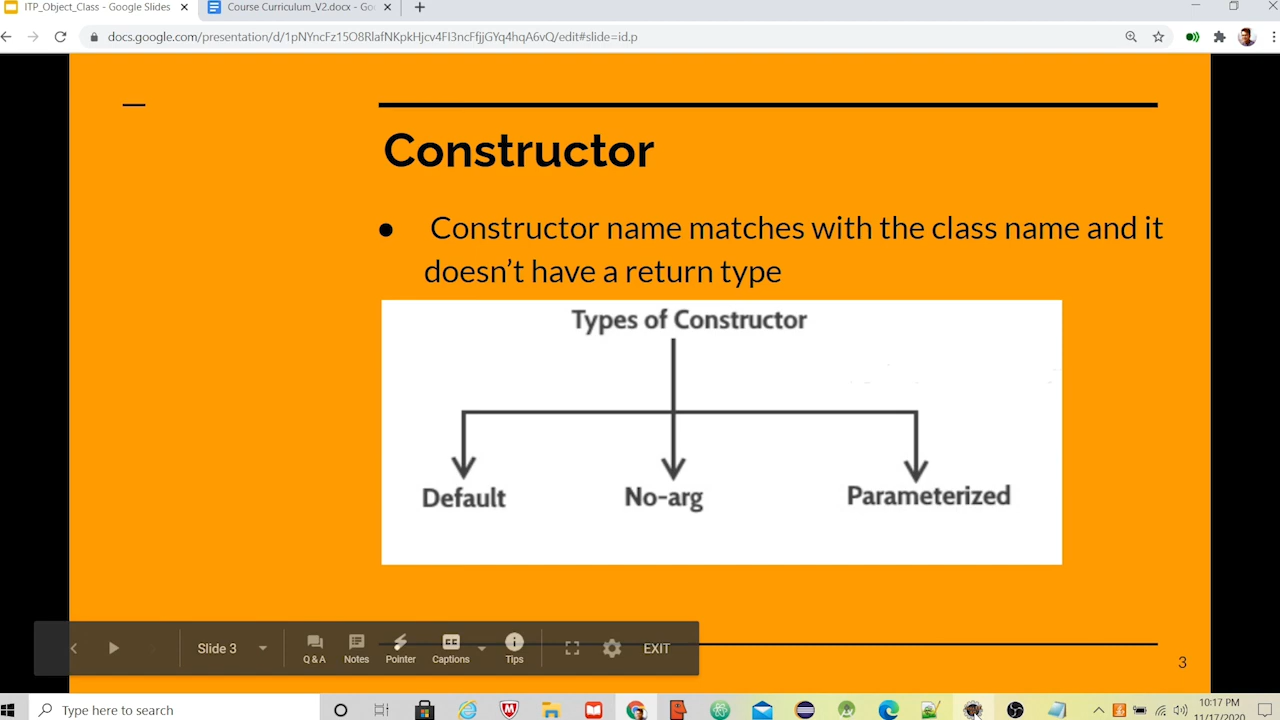 ITP_Object_Class - Google Slides
Course Curriculum_V2.docx - Go
docs.google.com/presentation/d/1pNYncFz15O8RlafNKpkHjcv4FI3ncFfjjGYq4hqA6vQ/edit#slide=id.p
Constructor
● Constructor name matches with the class name and it
doesn't have a return type
Types of Constructor
Default
No-arg
Parameterized
Slide 3
Q&A
Notes
Pointer
Captions
Tips
EXIT
3
Type here to search
10:17 PM
11/17/2020